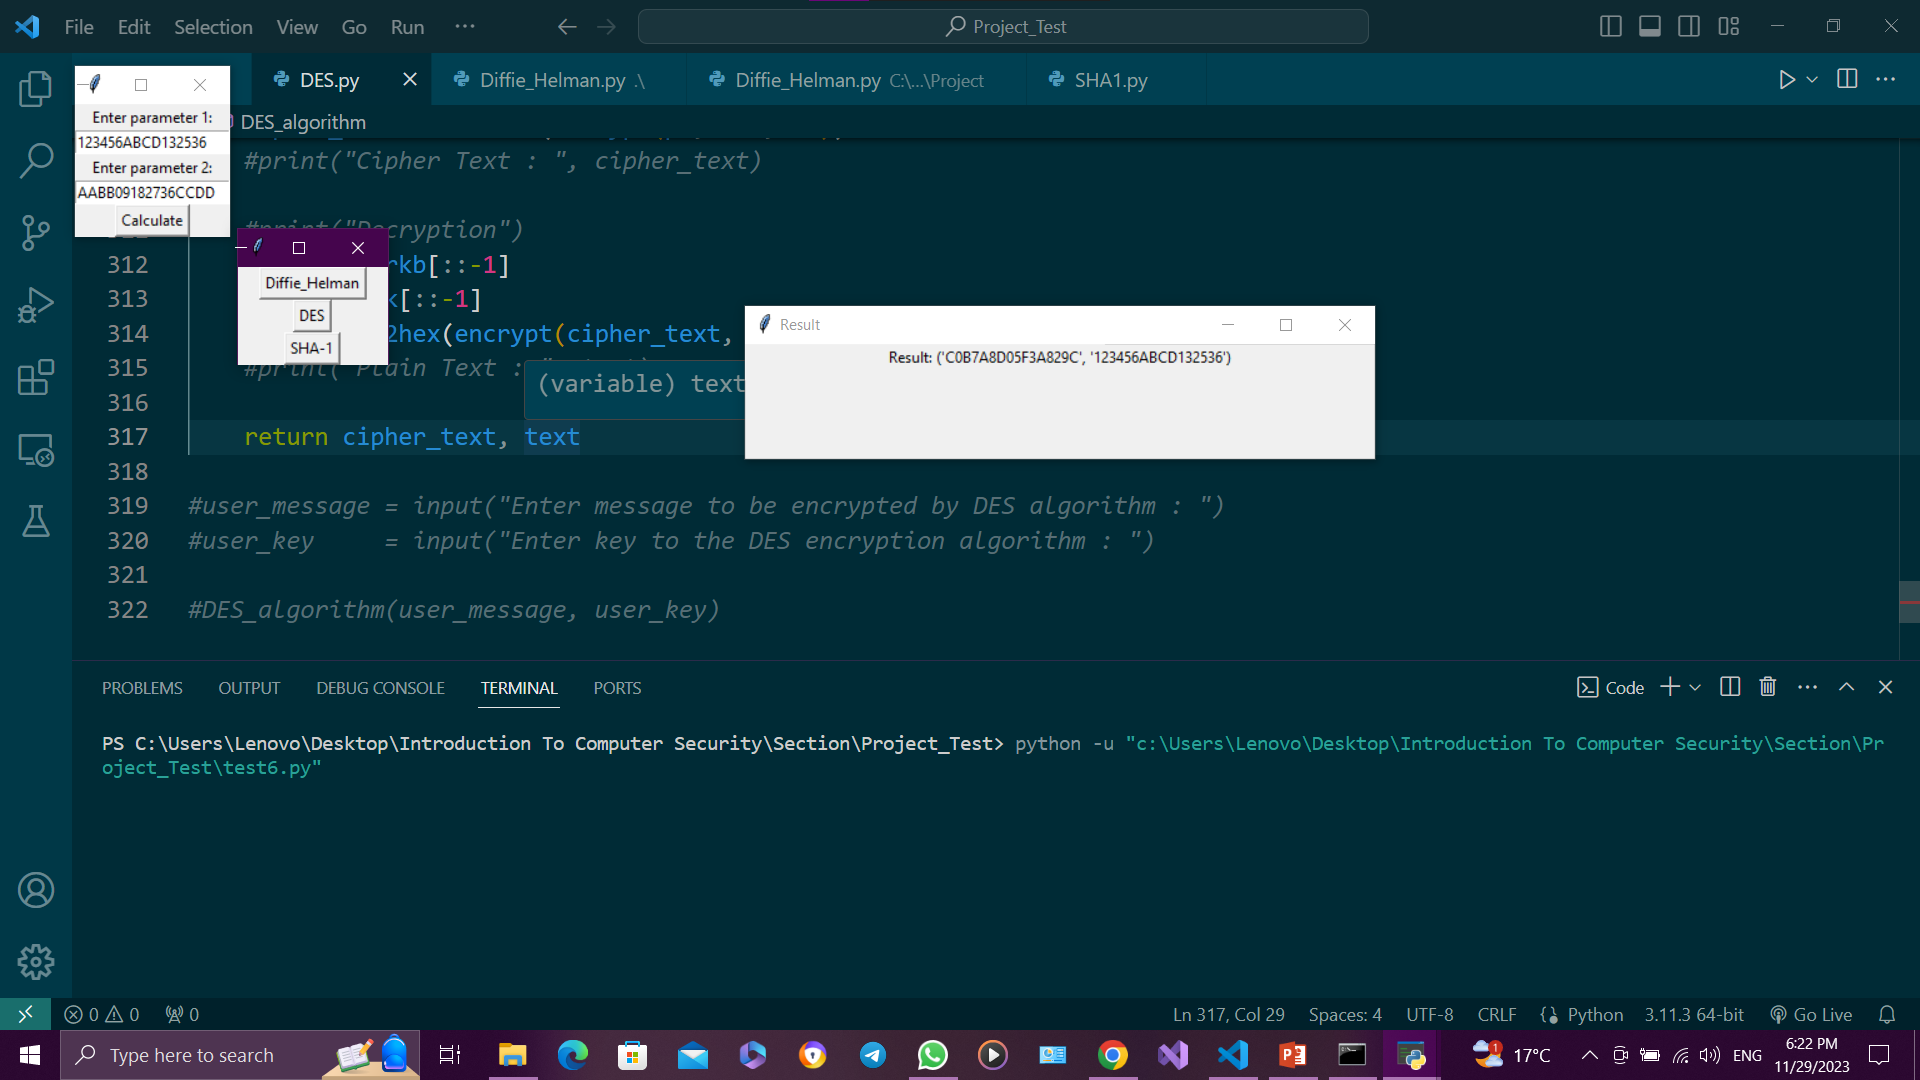 File Edit Selection View Go Run ··· Project_Test
DES.py Diffie_Helman.py .\ Diffie_Helman.py C:\...\Project SHA1.py
DES_algorithm
Enter parameter 1:
123456ABCD132536
Enter parameter 2:
AABB09182736CCDD
Calculate
#print("Cipher Text : ", cipher_text)
#print("Decryption")
312 rkb[::-1]
313 [::-1]
314 2hex(encrypt(cipher_text,
315 #print("Plain Text :
316
317 return cipher_text, text
318
319 #user_message = input("Enter message to be encrypted by DES algorithm : ")
320 #user_key = input("Enter key to the DES encryption algorithm : ")
321
322 #DES_algorithm(user_message, user_key)
Diffie_Helman
DES
SHA-1
(variable) text
Result
Result: ('C0B7A8D05F3A829C', '123456ABCD132536')
PROBLEMS OUTPUT DEBUG CONSOLE TERMINAL PORTS Code
PS C:\Users\Lenovo\Desktop\Introduction To Computer Security\Section\Project_Test> python -u "c:\Users\Lenovo\Desktop\Introduction To Computer Security\Section\Pr
oject_Test\test6.py"
0 0 0 Ln 317, Col 29 Spaces: 4 UTF-8 CRLF Python 3.11.3 64-bit Go Live
Type here to search 1 17°C ENG 6:22 PM
11/29/2023